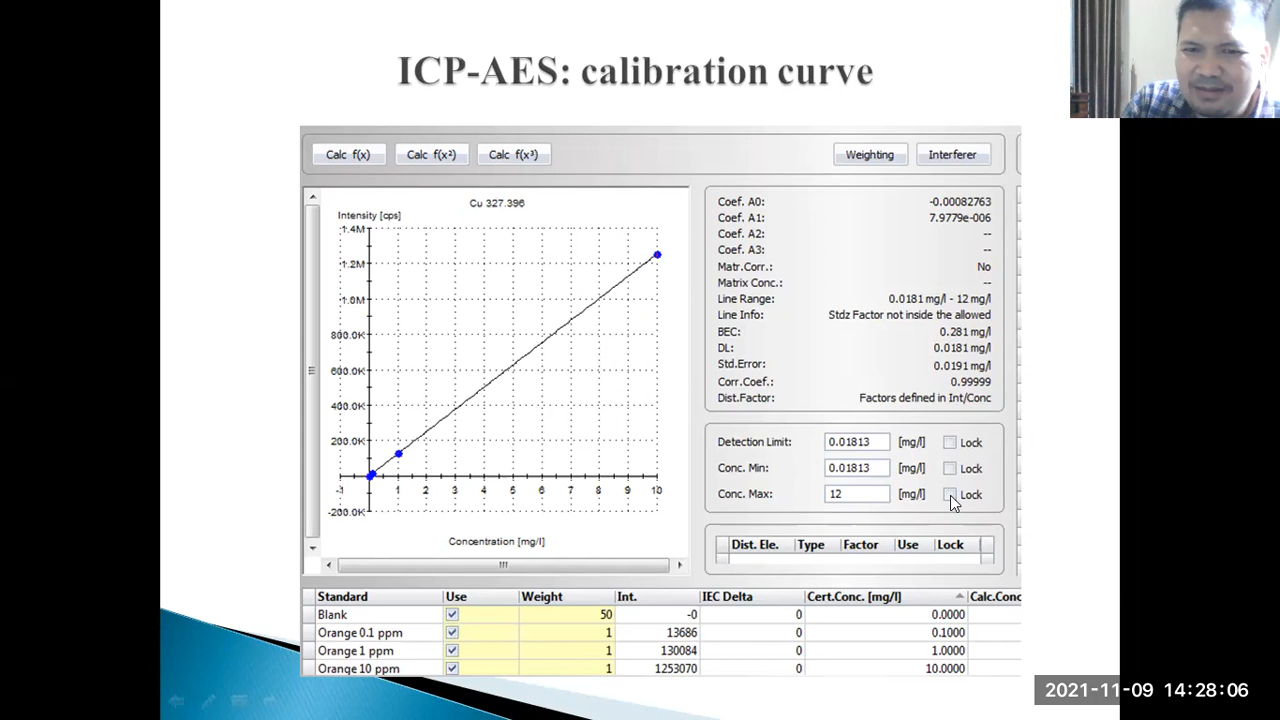 ICP-AES: calibration curve
Calc f(x) Calc f(x²) Calc f(x³) Weighting Interferer
Cu 327.396
Intensity [cps]
1.4M
1.2M
1.0M
800.0K
600.0K
400.0K
200.0K
-1 1 2 3 4 5 6 7 8 9 10
-200.0K
Concentration [mg/l]
Coef. A0: -0.00082763
Coef. A1: 7.9779e-006
Coef. A2: --
Coef. A3: --
Matr.Corr.: No
Matrix Conc.: --
Line Range: 0.0181 mg/l - 12 mg/l
Line Info: Stdz Factor not inside the allowed
BEC: 0.281 mg/l
DL: 0.0181 mg/l
Std.Error: 0.0191 mg/l
Corr.Coef.: 0.99999
Dist.Factor: Factors defined in Int/Conc
Detection Limit: 0.01813 [mg/l] Lock
Conc. Min: 0.01813 [mg/l] Lock
Conc. Max: 12 [mg/l] Lock
Dist. Ele. Type Factor Use Lock
Standard Use Weight Int. IEC Delta Cert.Conc. [mg/l] Calc.Conc
Blank 50 -0 0 0.0000
Orange 0.1 ppm 1 13686 0 0.1000
Orange 1 ppm 1 130084 0 1.0000
Orange 10 ppm 1 1253070 0 10.0000
2021-11-09 14:28:06